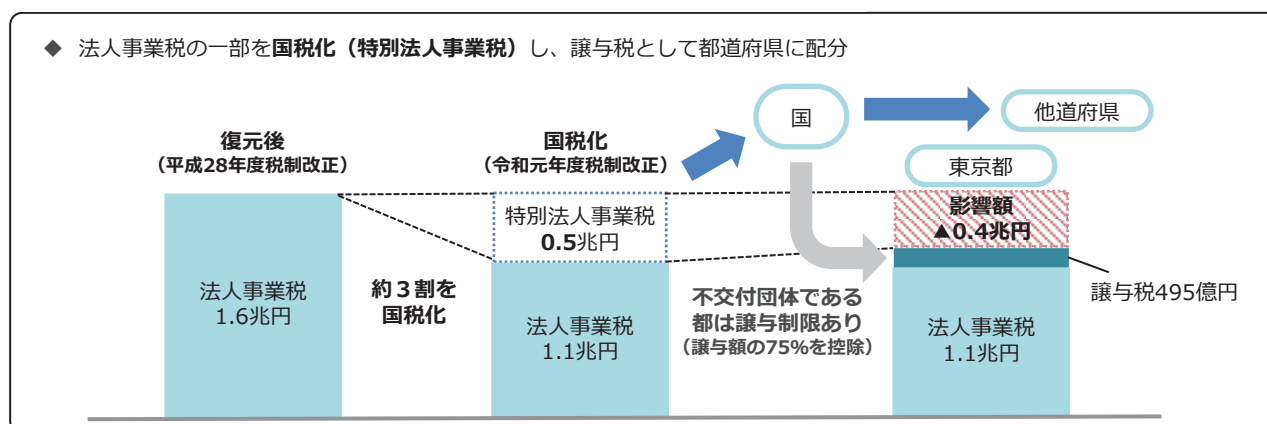 ◆ 法人事業税の一部を国税化（特別法人事業税）し、譲与税として都道府県に配分
復元後
（平成28年度税制改正）
法人事業税
1.6兆円
約３割を
国税化
国税化
（令和元年度税制改正）
特別法人事業税
0.5兆円
法人事業税
1.1兆円
国
他道府県
不交付団体である
都は譲与制限あり
（譲与額の75%を控除）
東京都
影響額
▲0.4兆円
譲与税495億円
法人事業税
1.1兆円